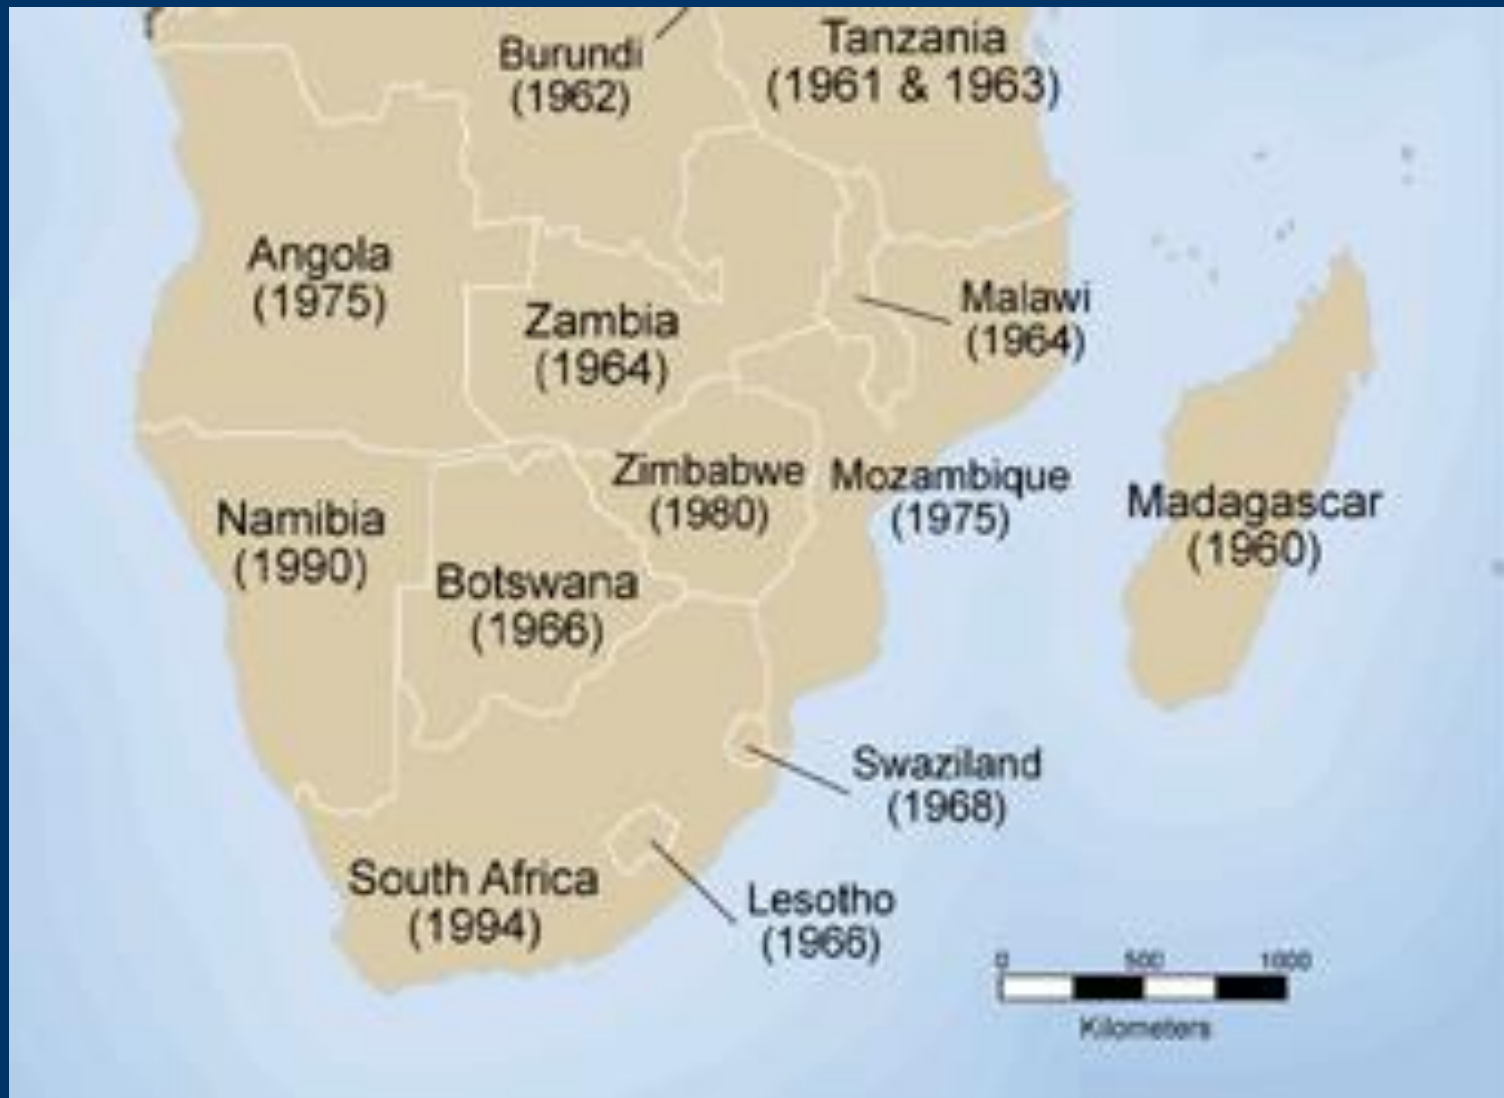 Burundi
(1962)
Tanzania
(1961 & 1963)
Angola
(1975)
Zambia
(1964)
Malawi
(1964)
Namibia
(1990)
Botswana
(1966)
Zimbabwe
(1980)
Mozambique
(1975)
Madagascar
(1960)
Swaziland
(1968)
South Africa
(1994)
Lesotho
(1966)
0 500 1000
Kilometers